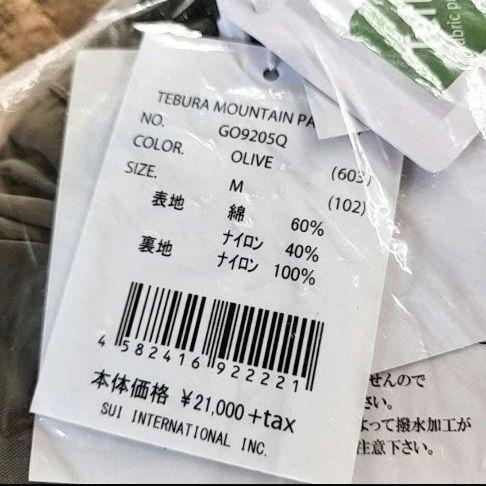 TEBURA MOUNTAIN PA
NO. GO9205Q
COLOR. OLIVE (603)
SIZE. M (102)
表地 綿 60%
ナイロン 40%
裏地 ナイロン 100%
4 582416 922221
本体価格 ¥21,000+tax
SUI INTERNATIONAL INC.
せんので
さい。
よって撥水加工が
注意下さい。